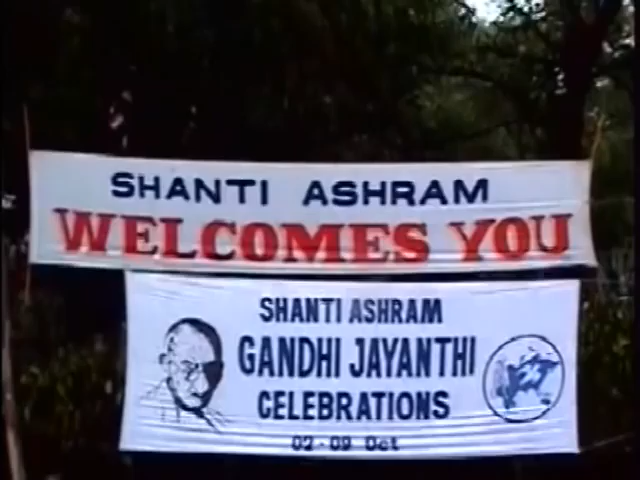 SHANTI ASHRAM
WELCOMES YOU
SHANTI ASHRAM
GANDHI JAYANTHI
CELEBRATIONS
02 - 09 Oct